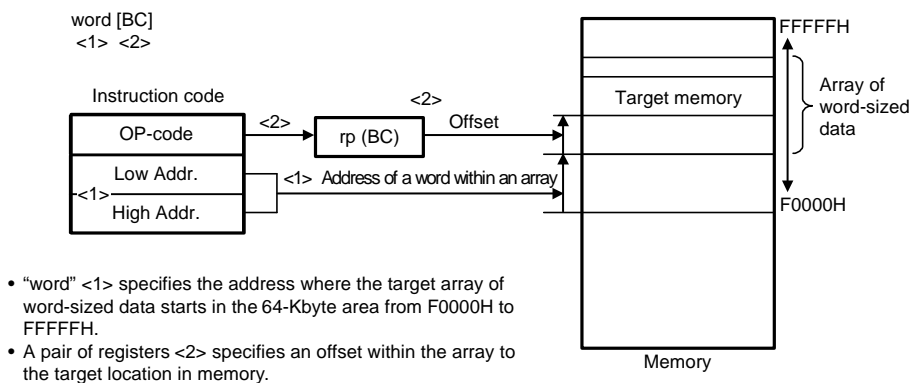 word [BC]
<1> <2>
Instruction code
OP-code
Low Addr.
<1>
High Addr.
<2>
rp (BC)
<2>
Offset
<1> Address of a word within an array
Target memory
FFFFFH
Array of
word-sized
data
F0000H
Memory
• “word” <1> specifies the address where the target array of
word-sized data starts in the 64-Kbyte area from F0000H to
FFFFFH.
• A pair of registers <2> specifies an offset within the array to
the target location in memory.